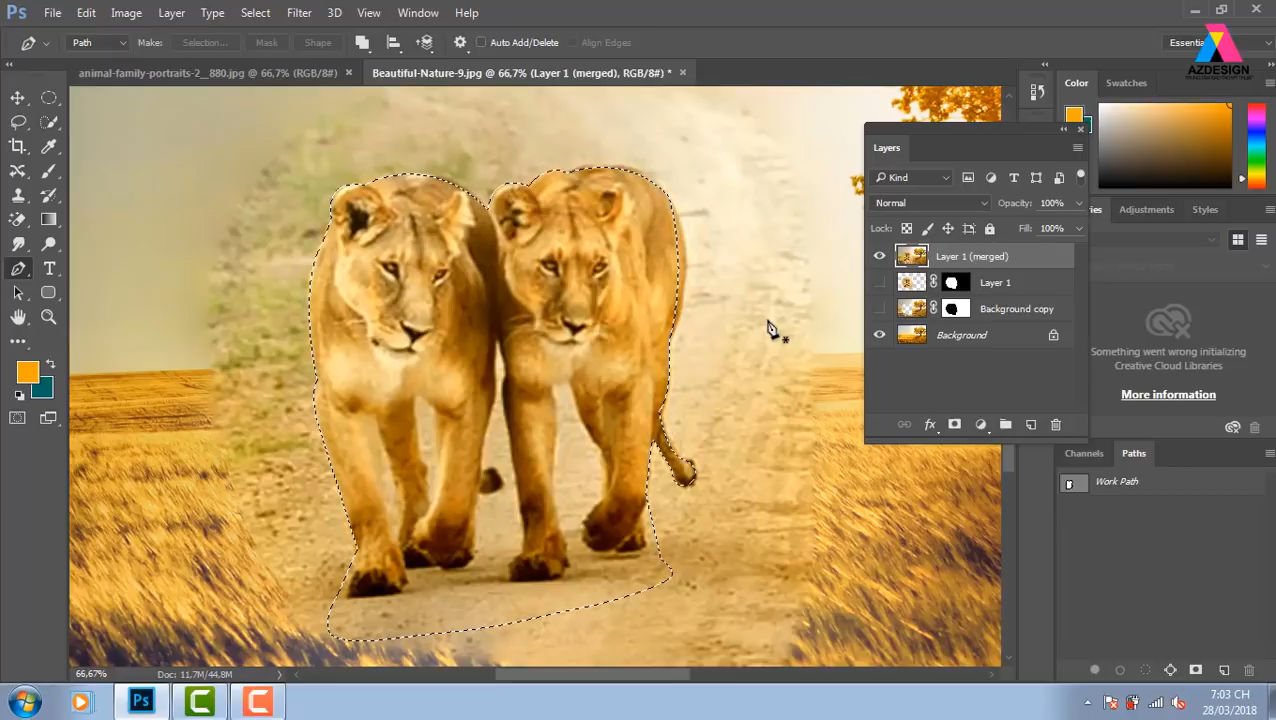 Ps File Edit Image Layer Type Select Filter 3D View Window Help
Path Make: Selection... Mask Shape Auto Add/Delete Align Edges Essenti
AZDESIGN
animal-family-portraits-2__880.jpg @ 66,7% (RGB/8#) × Beautiful-Nature-9.jpg @ 66,7% (Layer 1 (merged), RGB/8#) * ×
Color Swatches
Layers
Kind
Normal Opacity: 100%
Lock: Fill: 100%
Layer 1 (merged)
Layer 1
Background copy
Background
fx
ries Adjustments Styles
Something went wrong initializing
Creative Cloud Libraries
More information
Channels Paths
Work Path
66,67% Doc: 11,7M/44,8M
Ps
7:03 CH
28/03/2018